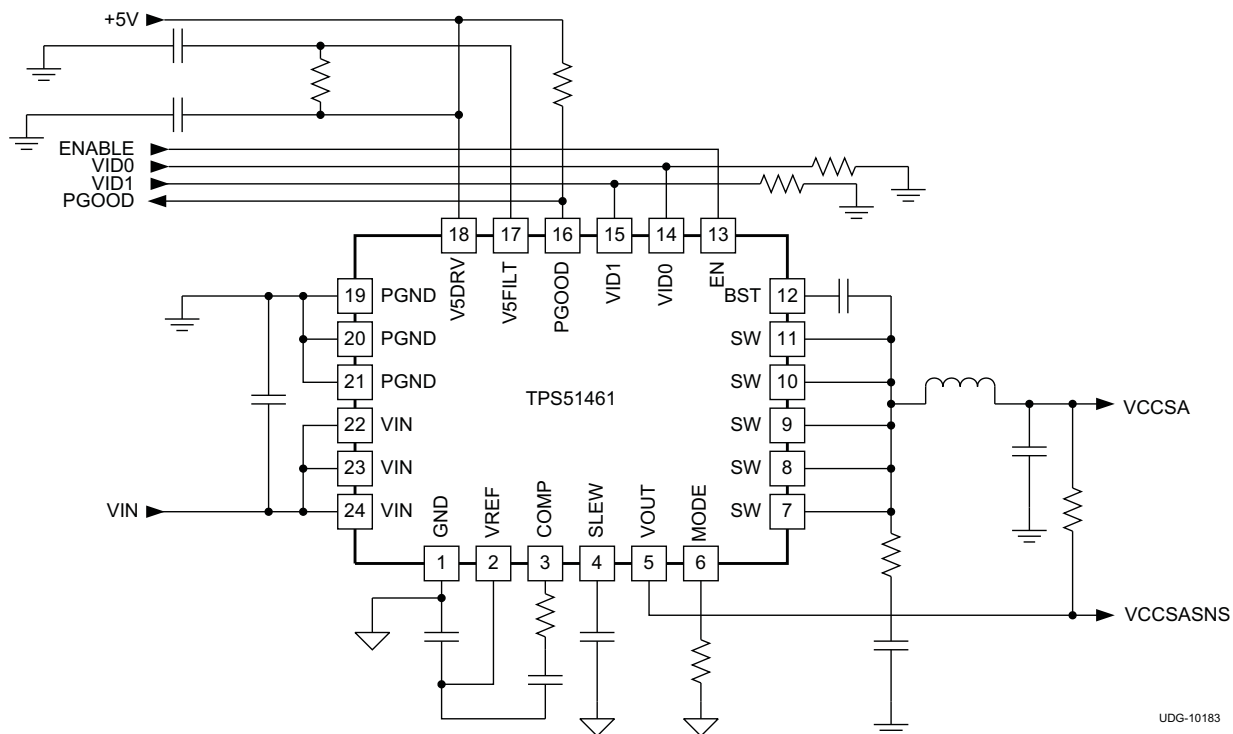 +5V
ENABLE
VID0
VID1
PGOOD
18
17
16
15
14
13
V5DRV
V5FILT
PGOOD
VID1
VID0
EN
19
PGND
BST
12
20
PGND
SW
11
21
PGND
SW
10
TPS51461
VCCSA
22
VIN
SW
9
23
VIN
SW
8
VIN
24
VIN
SW
7
GND
VREF
COMP
SLEW
VOUT
MODE
1
2
3
4
5
6
VCCSASNS
UDG-10183